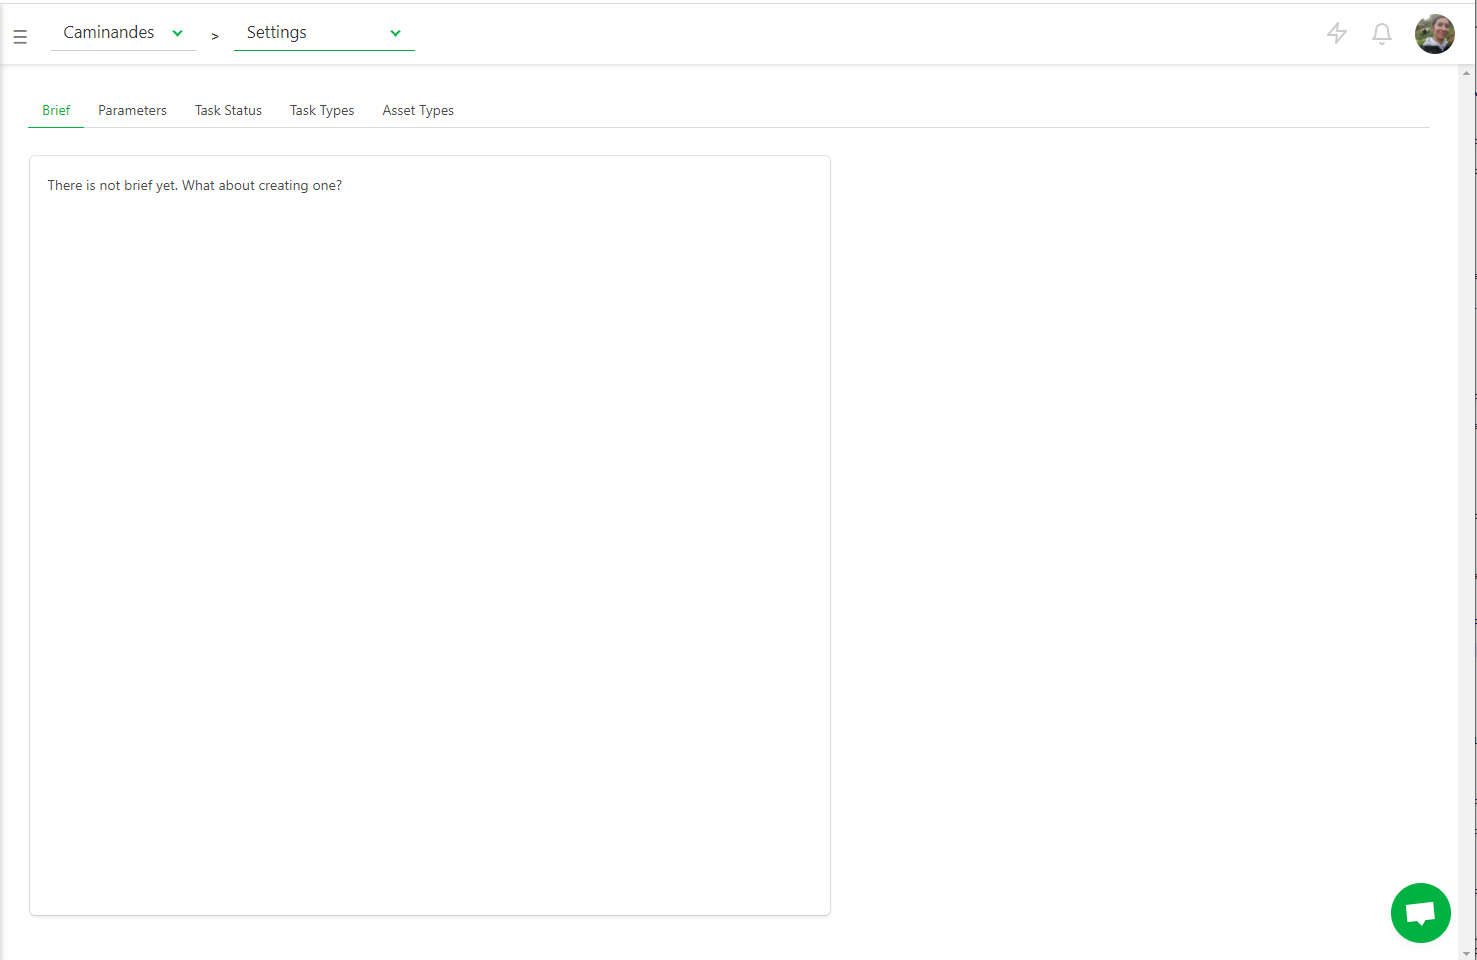 Caminandes > Settings
Brief Parameters Task Status Task Types Asset Types
There is not brief yet. What about creating one?